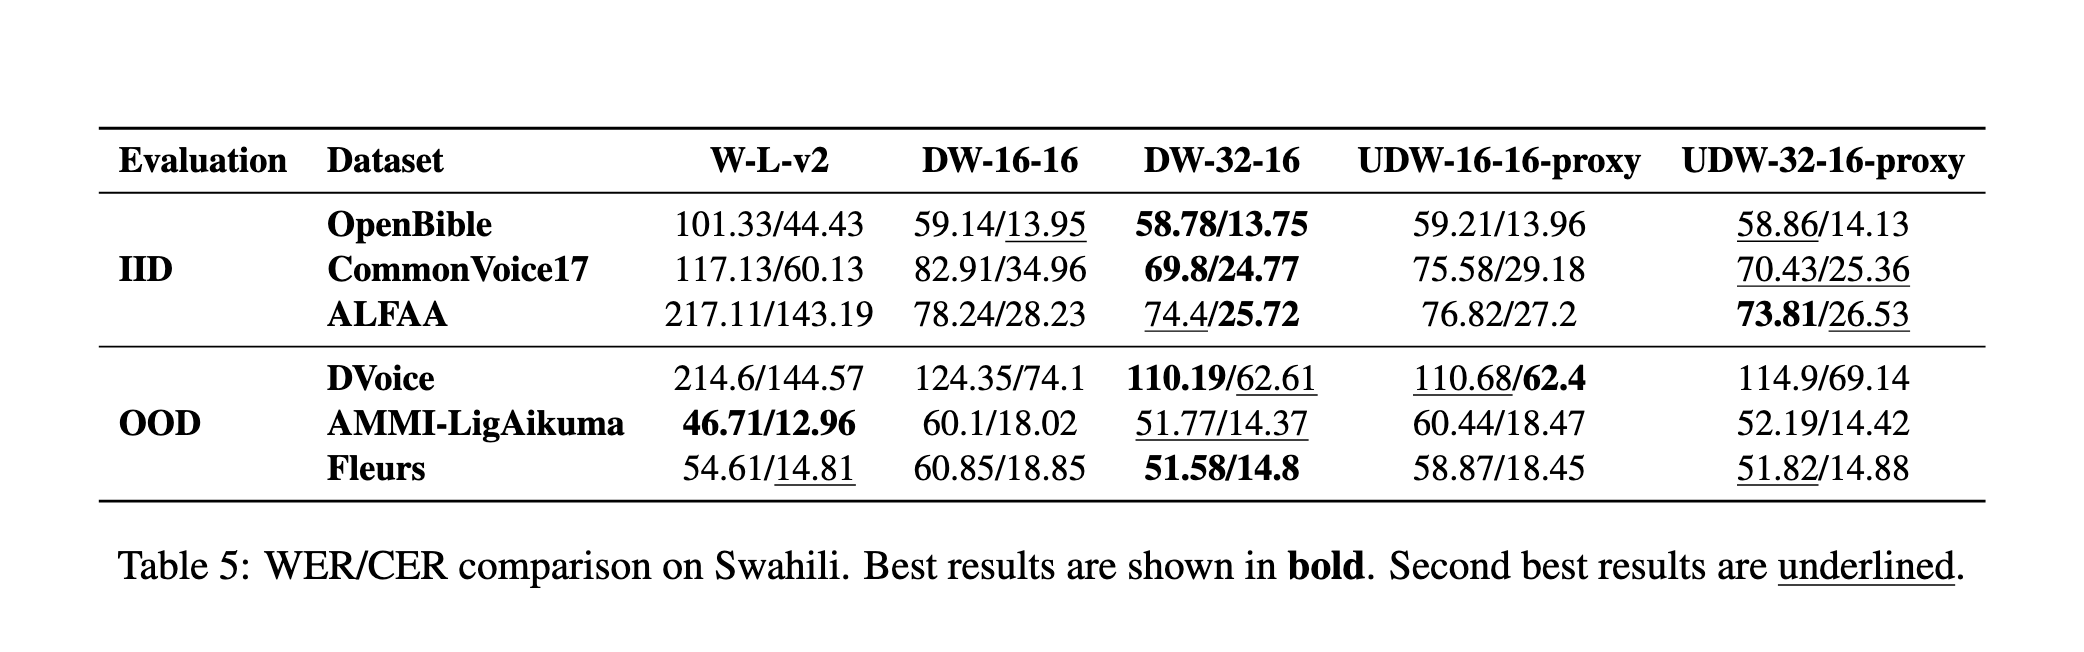 Evaluation Dataset W-L-v2 DW-16-16 DW-32-16 UDW-16-16-proxy UDW-32-16-proxy
OpenBible 101.33/44.43 59.14/13.95 58.78/13.75 59.21/13.96 58.86/14.13
IID CommonVoice17 117.13/60.13 82.91/34.96 69.8/24.77 75.58/29.18 70.43/25.36
ALFAA 217.11/143.19 78.24/28.23 74.4/25.72 76.82/27.2 73.81/26.53
DVoice 214.6/144.57 124.35/74.1 110.19/62.61 110.68/62.4 114.9/69.14
OOD AMMI-LigAikuma 46.71/12.96 60.1/18.02 51.77/14.37 60.44/18.47 52.19/14.42
Fleurs 54.61/14.81 60.85/18.85 51.58/14.8 58.87/18.45 51.82/14.88
Table 5: WER/CER comparison on Swahili. Best results are shown in bold. Second best results are underlined.